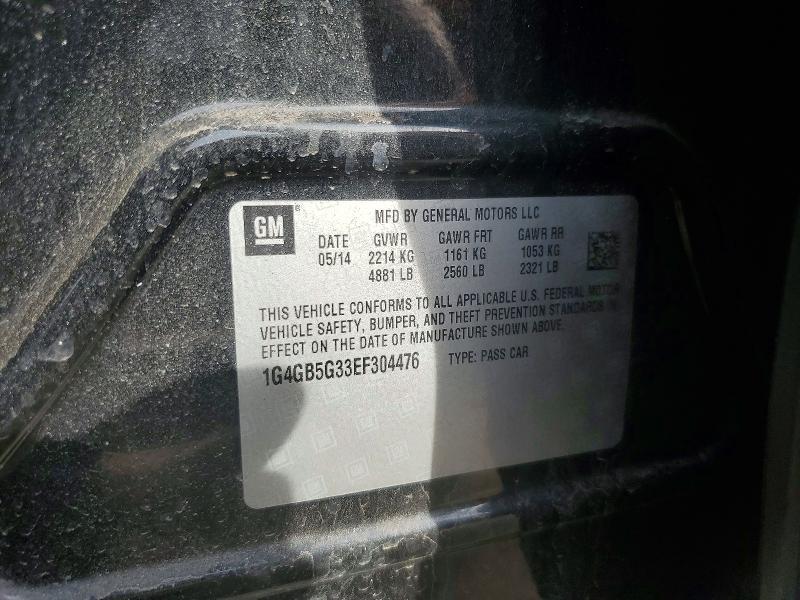 GM
MFD BY GENERAL MOTORS LLC
DATE GVWR GAWR FRT GAWR RR
05/14 2214 KG 1161 KG 1053 KG
4881 LB 2560 LB 2321 LB
THIS VEHICLE CONFORMS TO ALL APPLICABLE U.S. FEDERAL MOTOR
VEHICLE SAFETY, BUMPER, AND THEFT PREVENTION STANDARDS IN
EFFECT ON THE DATE OF MANUFACTURE SHOWN ABOVE.
1G4GB5G33EF304476 TYPE: PASS CAR